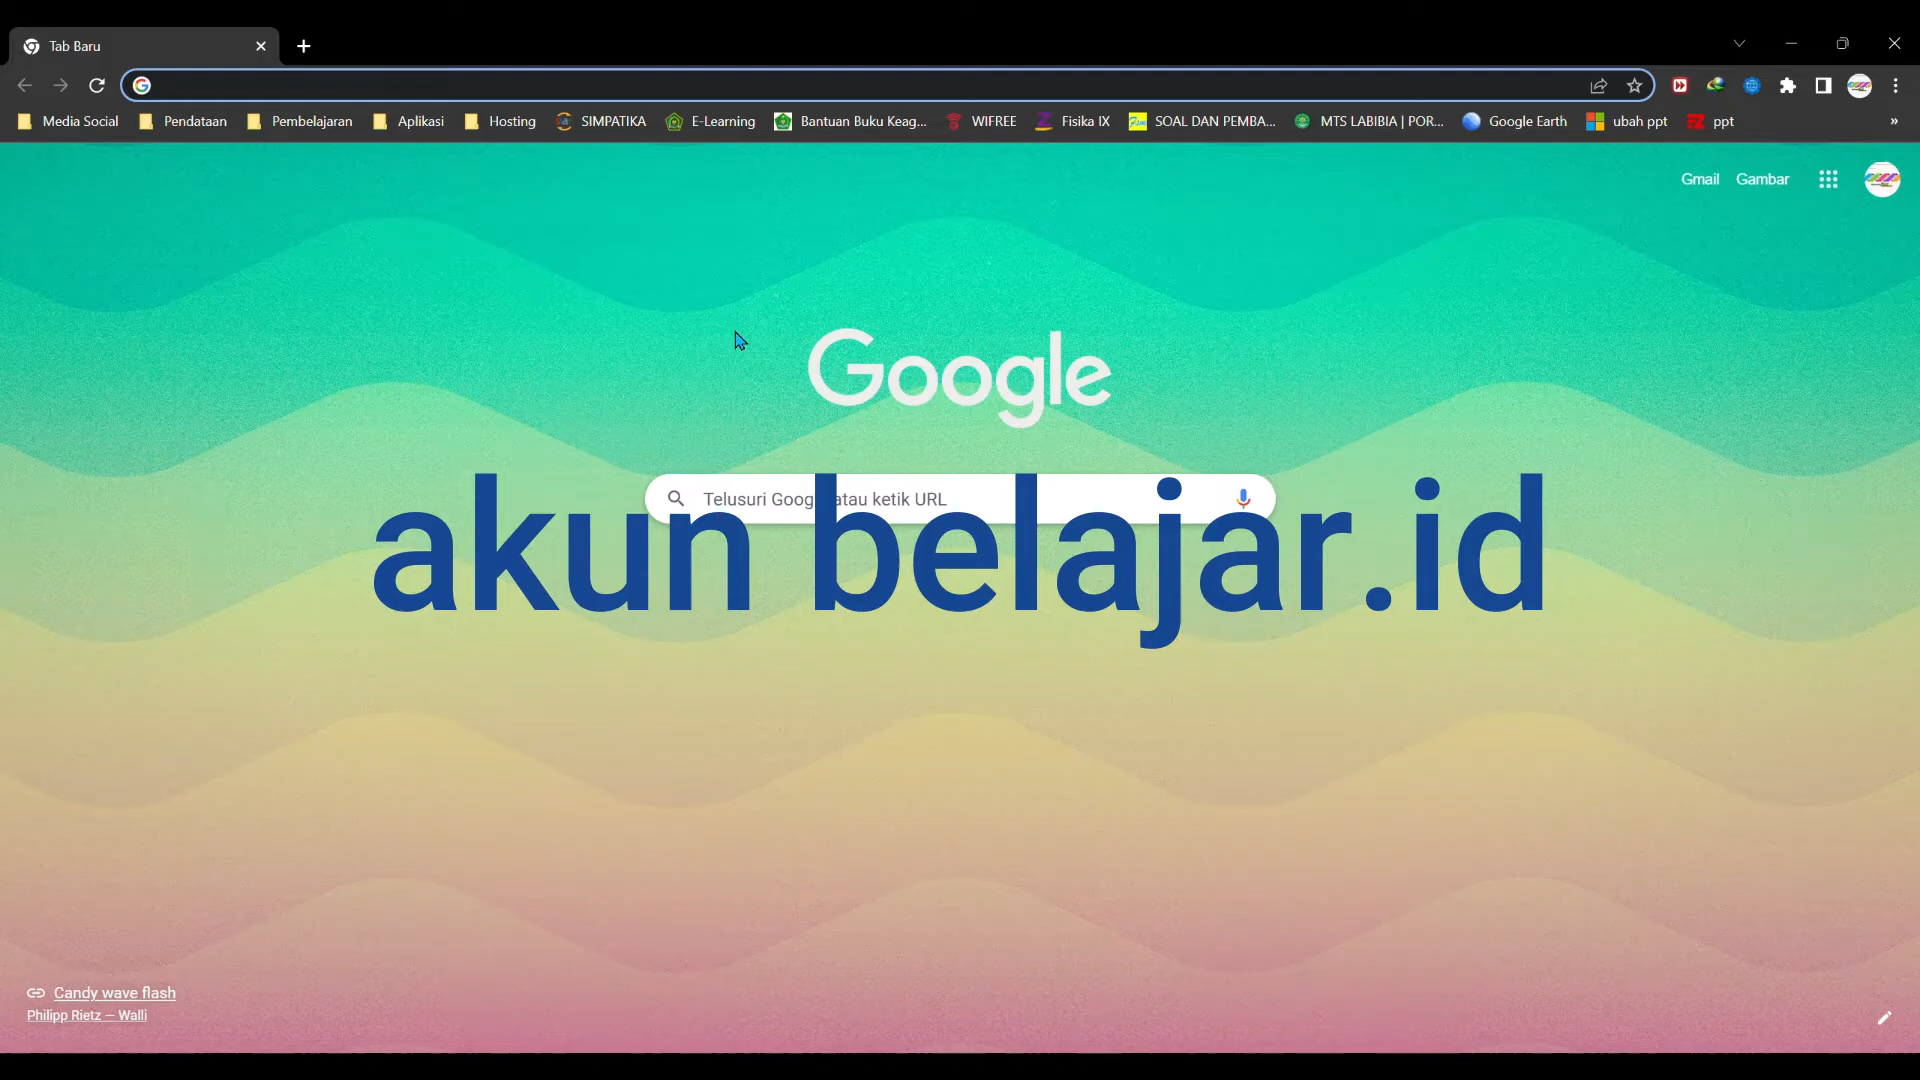 Tab Baru
Media Social Pendataan Pembelajaran Aplikasi Hosting SIMPATIKA E-Learning Bantuan Buku Keag... WIFREE Fisika IX SOAL DAN PEMBA... MTS LABIBIA | POR... Google Earth ubah ppt ppt »
Gmail Gambar
Google
Telusuri Google atau ketik URL
akun belajar.id
Candy wave flash
Philipp Rietz — Walli